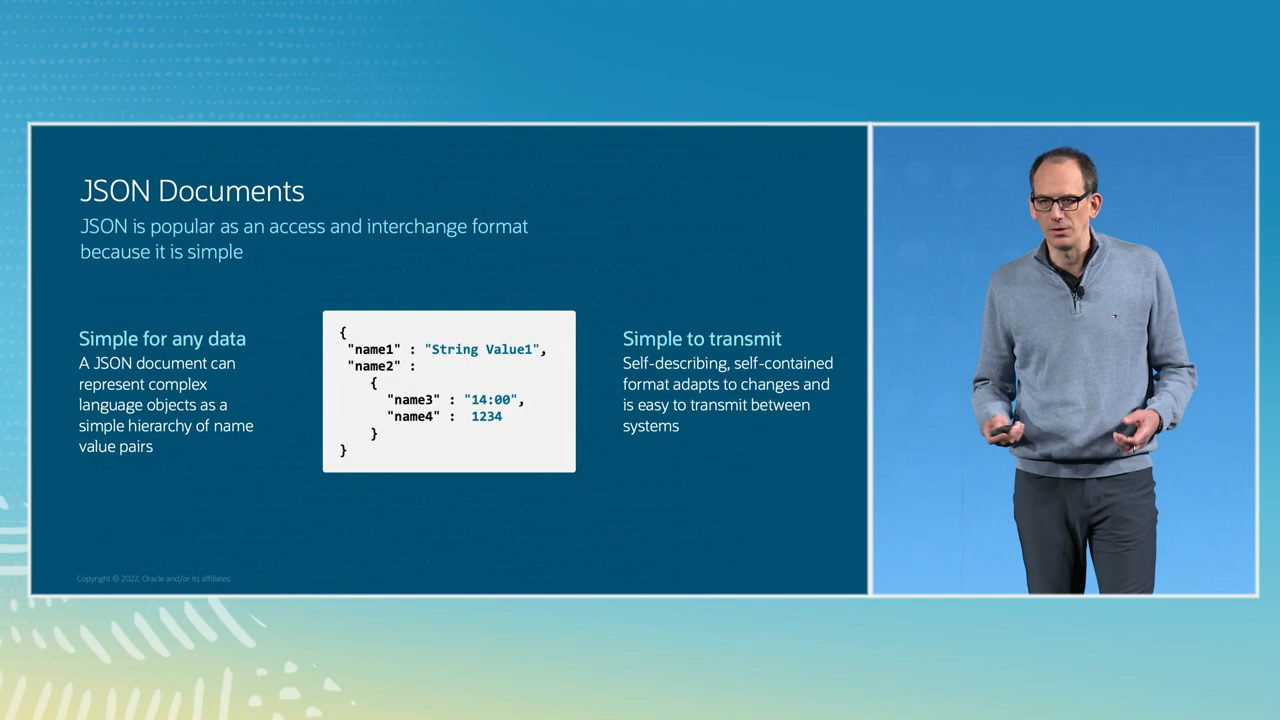 JSON Documents
JSON is popular as an access and interchange format
because it is simple
Simple for any data
A JSON document can
represent complex
language objects as a
simple hierarchy of name
value pairs
{
"name1" : "String Value1",
"name2" :
{
"name3" : "14:00",
"name4" : 1234
}
}
Simple to transmit
Self-describing, self-contained
format adapts to changes and
is easy to transmit between
systems
Copyright © 2022, Oracle and/or its affiliates